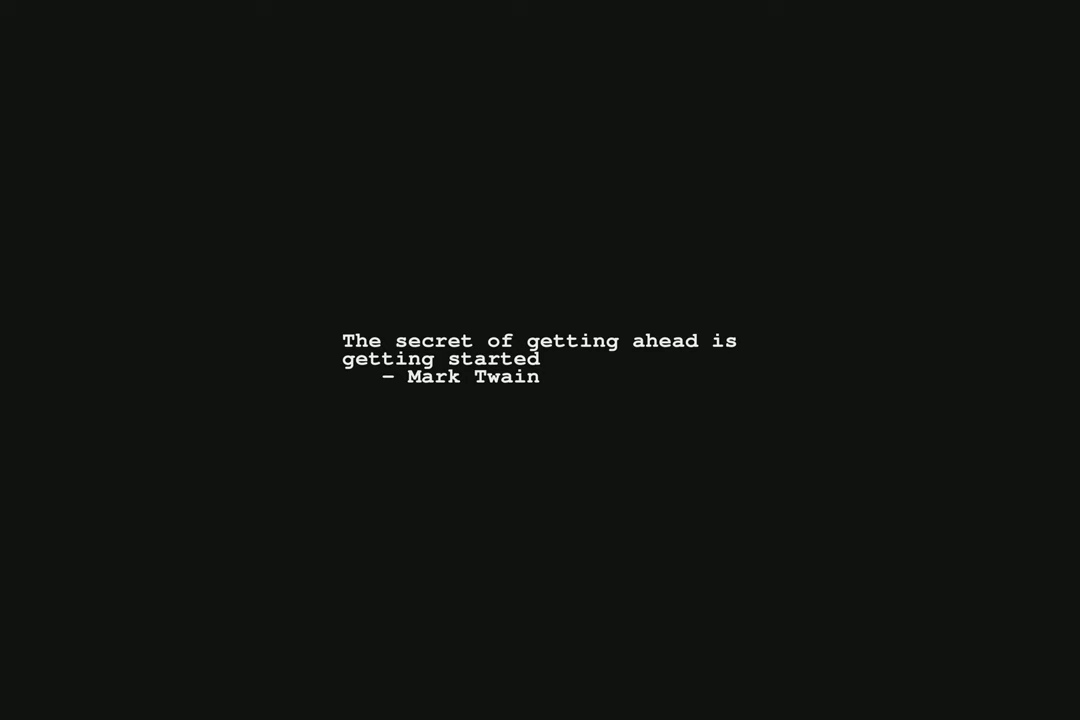 The secret of getting ahead is
getting started
– Mark Twain